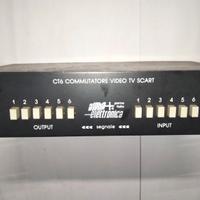 CT6 COMMUTATORE VIDEO TV SCART
1 2 3 4 5 6
1 2 3 4 5 6
elettronica
OUTPUT
<<< segnale <<<
INPUT